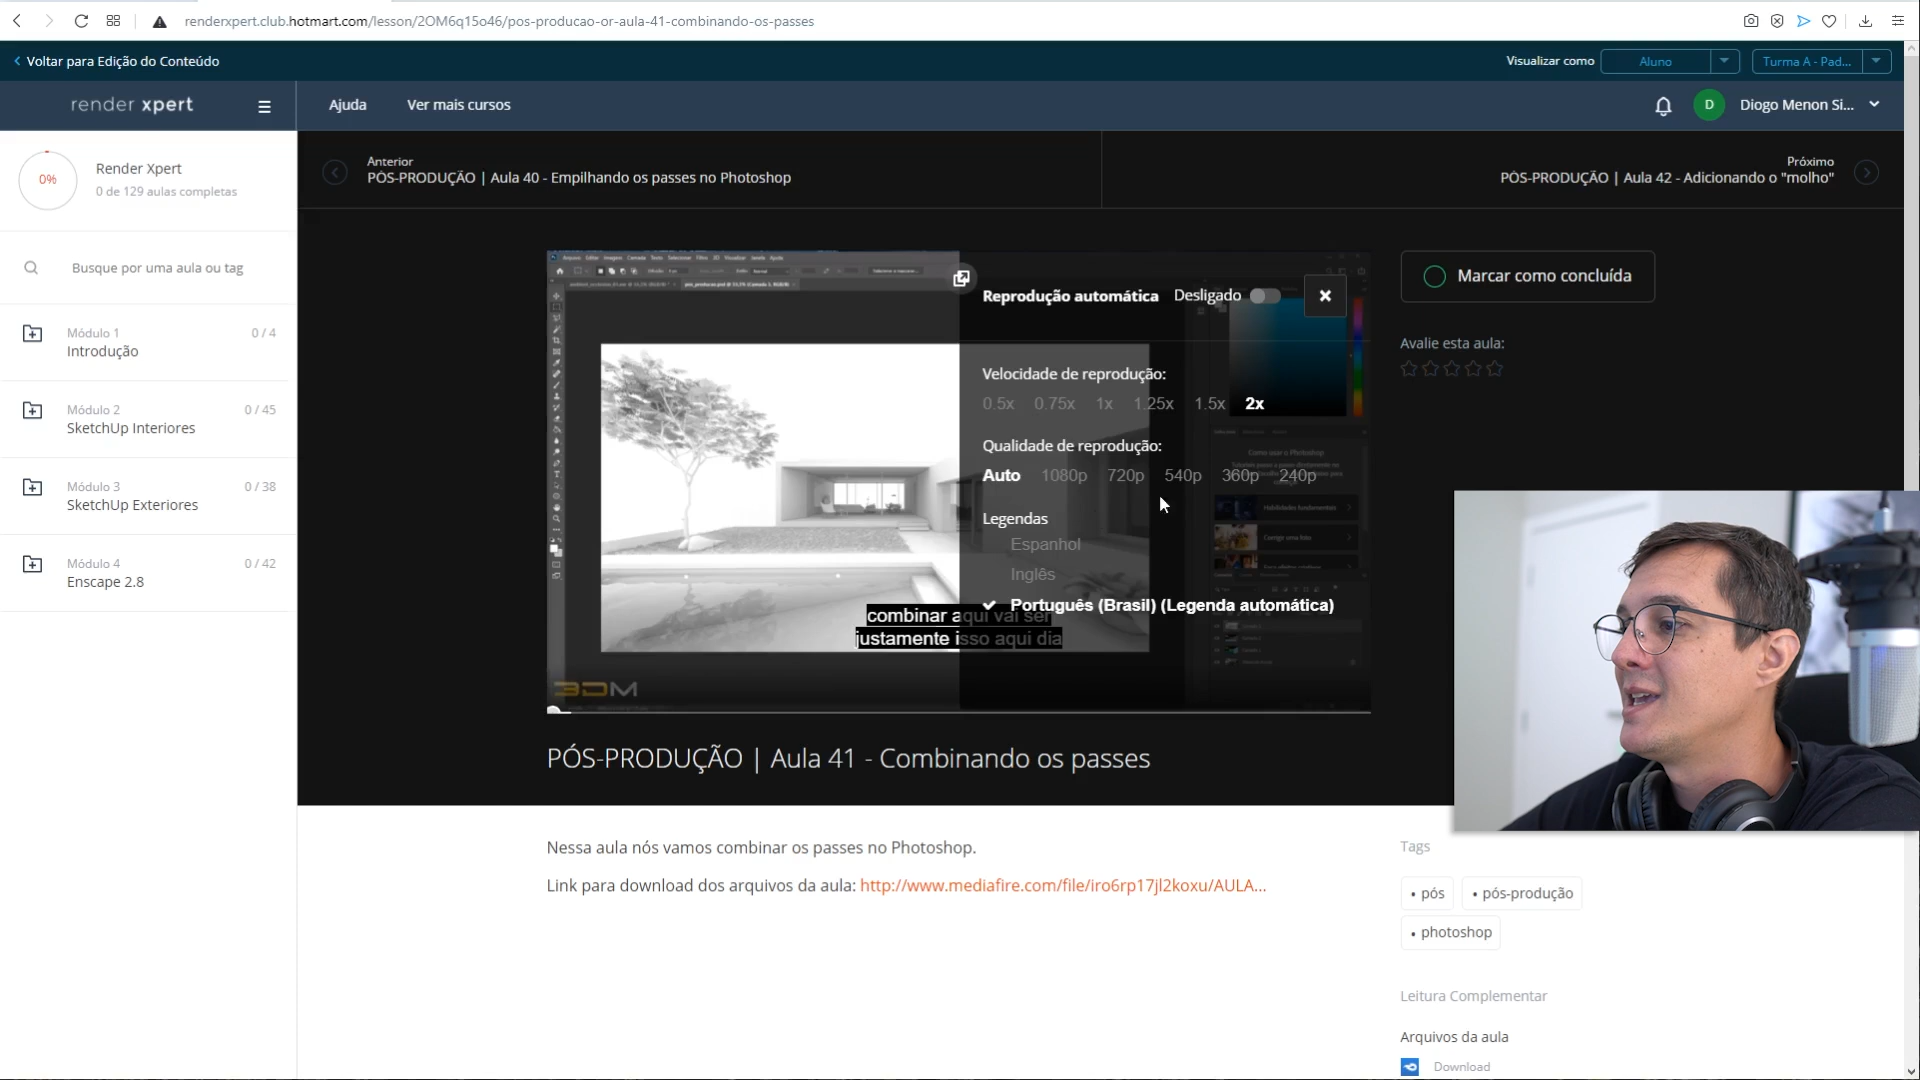 renderxpert.club.hotmart.com/lesson/2OM6q15o46/pos-producao-or-aula-41-combinando-os-passes
Voltar para Edição do Conteúdo
Visualizar como
Aluno
Turma A - Pad...
render xpert
Ajuda
Ver mais cursos
D
Diogo Menon Si...
0%
Render Xpert
0 de 129 aulas completas
Anterior
PÓS-PRODUÇÃO | Aula 40 - Empilhando os passes no Photoshop
Próximo
PÓS-PRODUÇÃO | Aula 42 - Adicionando o "molho"
Busque por uma aula ou tag
Módulo 1
0 / 4
Introdução
Módulo 2
0 / 45
SketchUp Interiores
Módulo 3
0 / 38
SketchUp Exteriores
Módulo 4
0 / 42
Enscape 2.8
Reprodução automática
Desligado
Velocidade de reprodução:
0.5x 0.75x 1x 1.25x 1.5x 2x
Qualidade de reprodução:
Auto 1080p 720p 540p 360p 240p
Legendas
Espanhol
Inglês
Português (Brasil) (Legenda automática)
combinar aqui vai ser
justamente isso aqui dia
3DM
Como usar o Photoshop
Habilidades fundamentais
Corrigir uma foto
Marcar como concluída
Avalie esta aula:
PÓS-PRODUÇÃO | Aula 41 - Combinando os passes
Nessa aula nós vamos combinar os passes no Photoshop.
Link para download dos arquivos da aula: http://www.mediafire.com/file/iro6rp17jl2koxu/AULA...
Tags
• pós
• pós-produção
• photoshop
Leitura Complementar
Arquivos da aula
Download